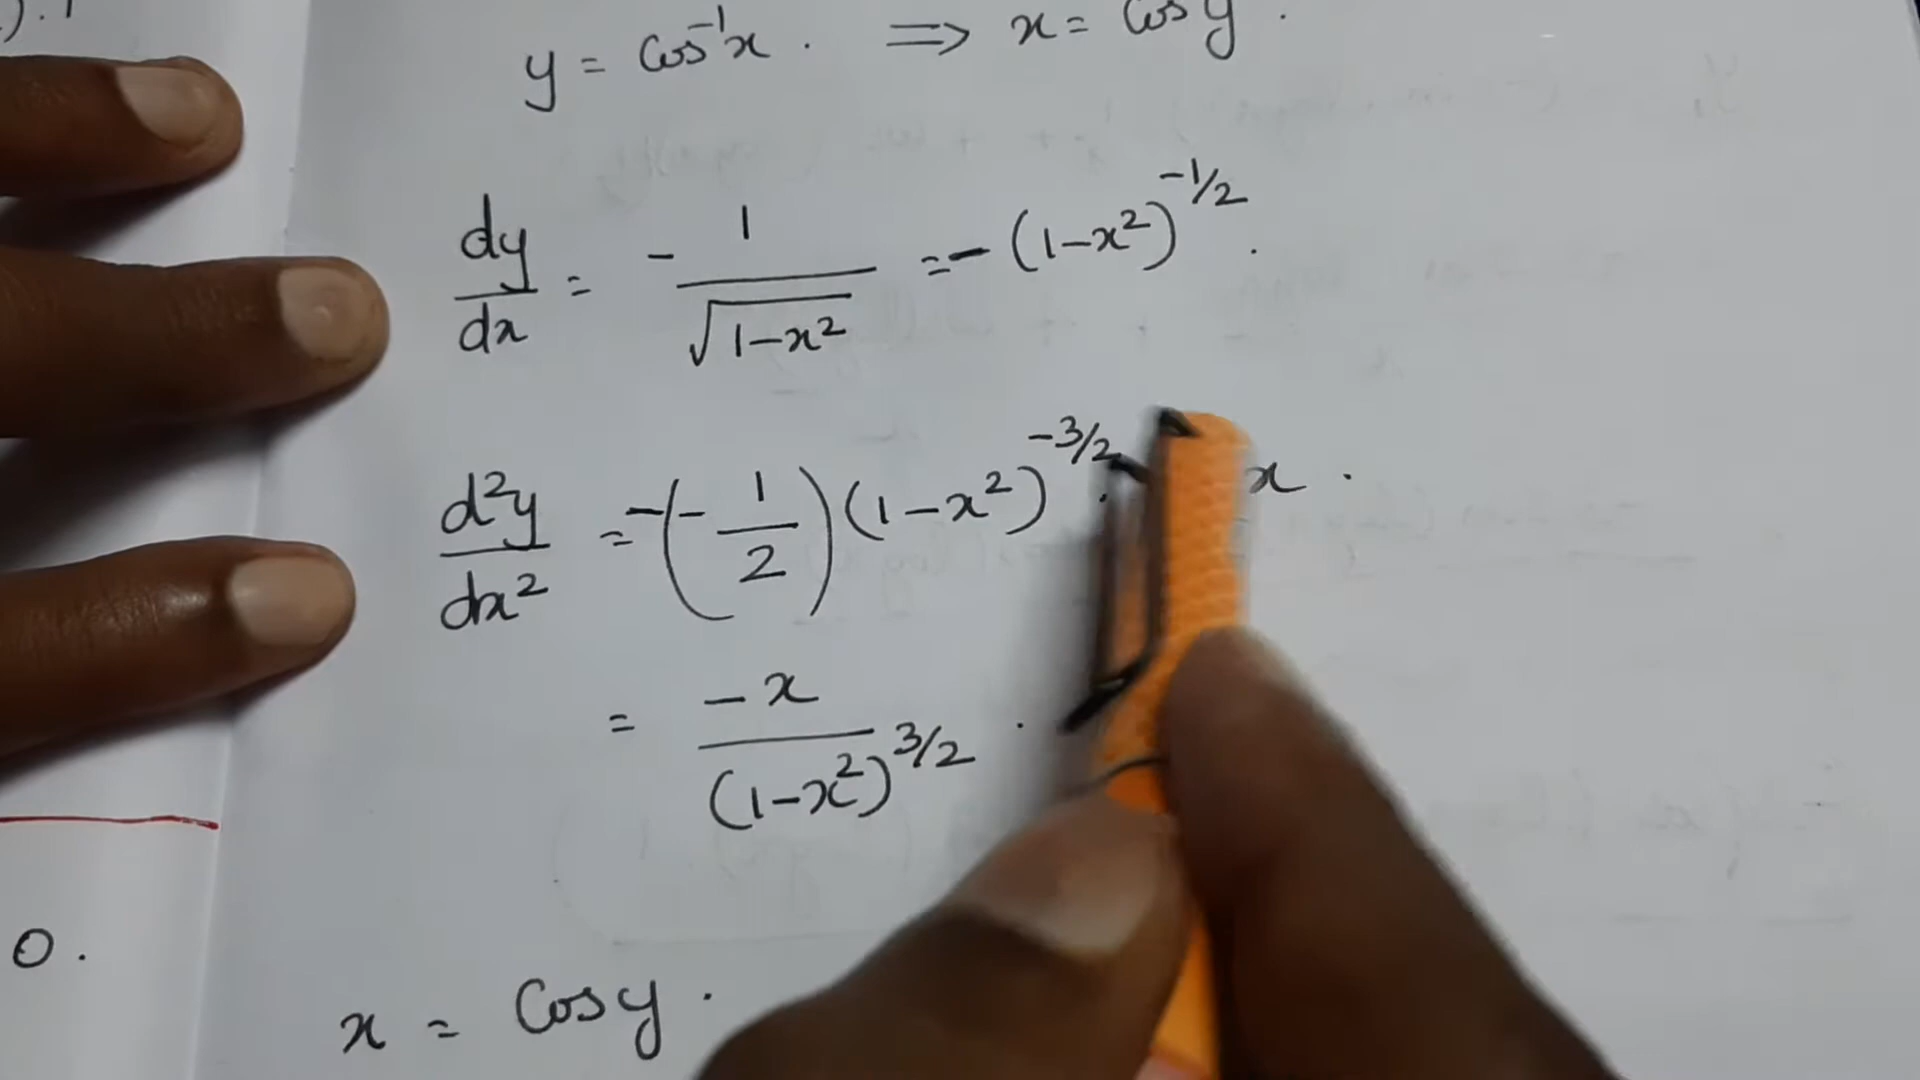 y = Cos⁻¹x . ⟹ x = Cos y .
dy/dx = - 1/√(1-x²) = - (1-x²)^(-1/2) .
d²y/dx² = -(-1/2)(1-x²)^(-3/2) . x .
= -x/(1-x²)^(3/2) .
0 .
x = Cos y .